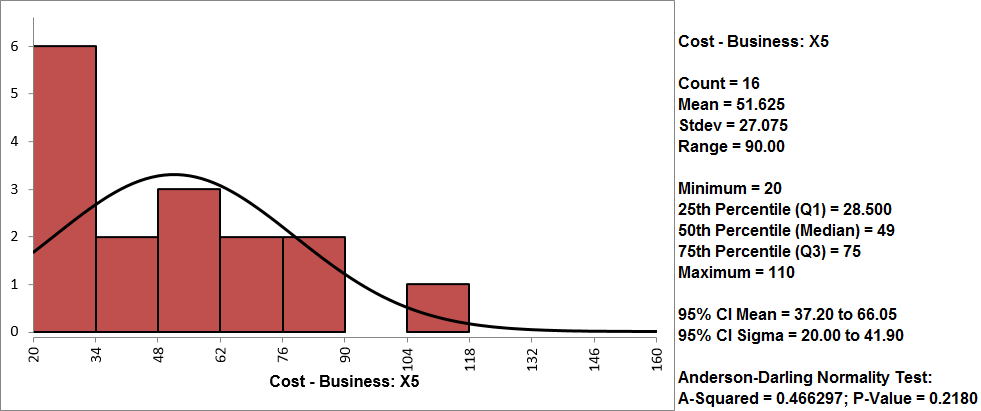 6
5
4
3
2
1
0
20 34 48 62 76 90 104 118 132 146 160
Cost - Business: X5
Cost - Business: X5
Count = 16
Mean = 51.625
Stdev = 27.075
Range = 90.00
Minimum = 20
25th Percentile (Q1) = 28.500
50th Percentile (Median) = 49
75th Percentile (Q3) = 75
Maximum = 110
95% CI Mean = 37.20 to 66.05
95% CI Sigma = 20.00 to 41.90
Anderson-Darling Normality Test:
A-Squared = 0.466297; P-Value = 0.2180